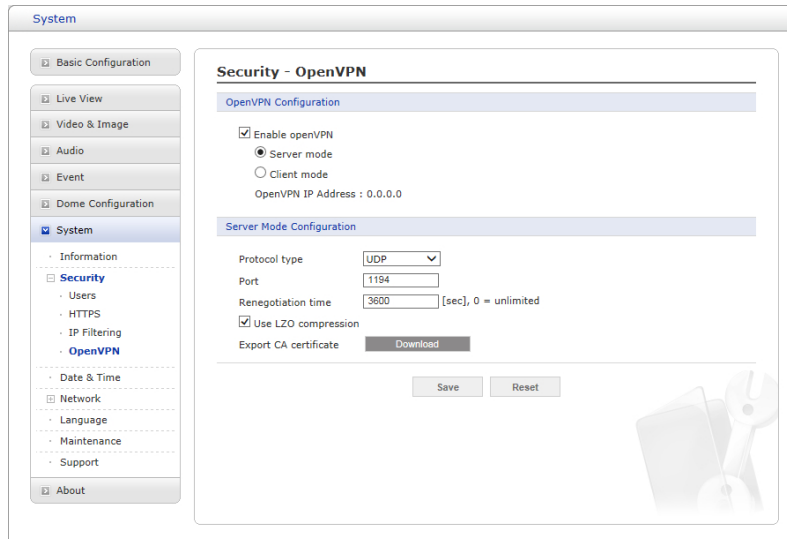 System
Basic Configuration
Live View
Video & Image
Audio
Event
Dome Configuration
System
Information
Security
Users
HTTPS
IP Filtering
OpenVPN
Date & Time
Network
Language
Maintenance
Support
About
Security - OpenVPN
OpenVPN Configuration
Enable openVPN
Server mode
Client mode
OpenVPN IP Address : 0.0.0.0
Server Mode Configuration
Protocol type UDP
Port 1194
Renegotiation time 3600 [sec], 0 = unlimited
Use LZO compression
Export CA certificate Download
Save Reset